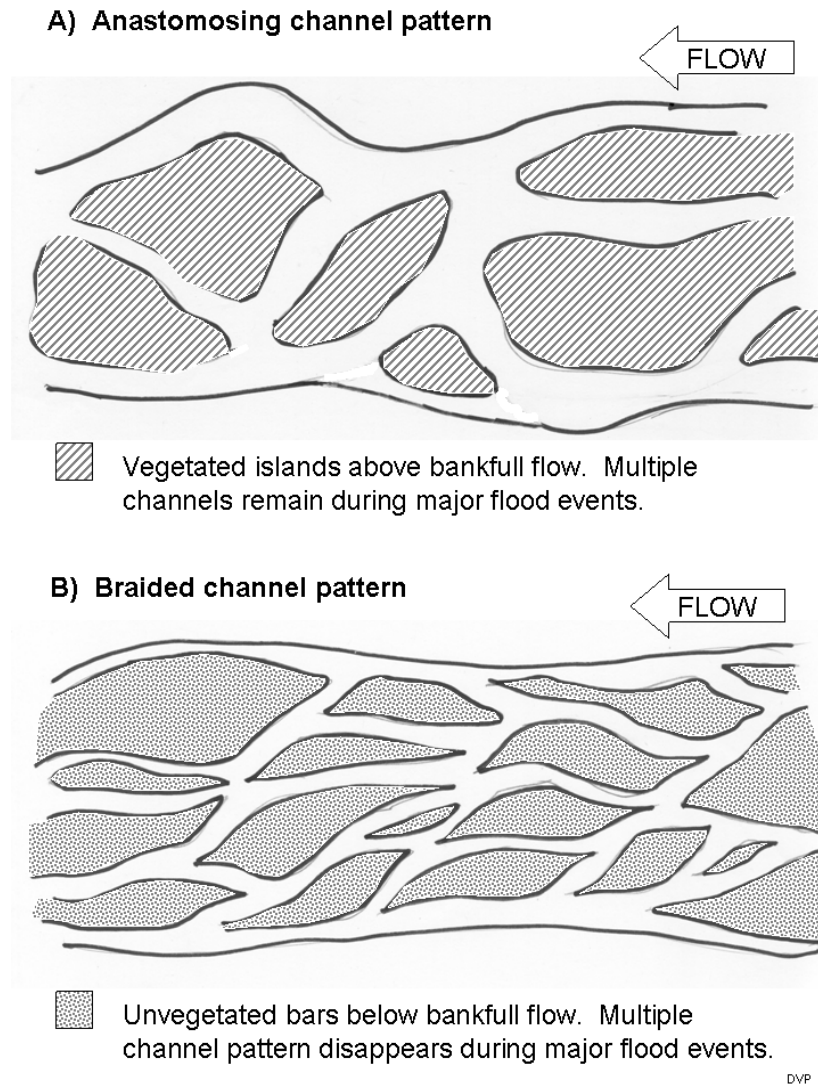 A) Anastomosing channel pattern
FLOW
Vegetated islands above bankfull flow. Multiple
channels remain during major flood events.
B) Braided channel pattern
FLOW
Unvegetated bars below bankfull flow. Multiple
channel pattern disappears during major flood events.
DVP